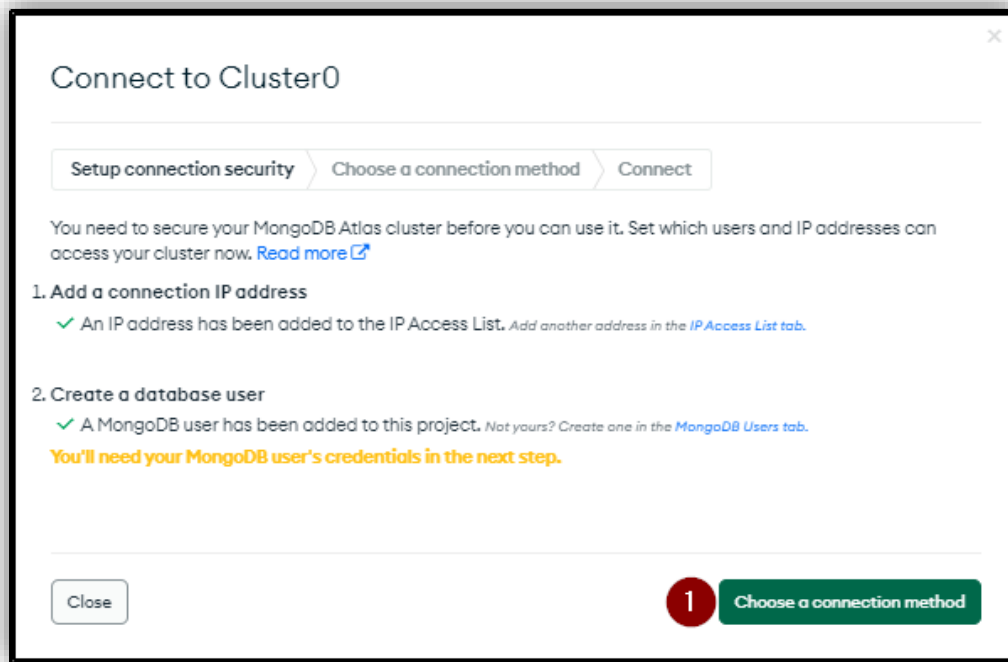 ×
Connect to Cluster0
Setup connection security Choose a connection method Connect
You need to secure your MongoDB Atlas cluster before you can use it. Set which users and IP addresses can
access your cluster now. Read more
1. Add a connection IP address
✓ An IP address has been added to the IP Access List. Add another address in the IP Access List tab.
2. Create a database user
✓ A MongoDB user has been added to this project. Not yours? Create one in the MongoDB Users tab.
You'll need your MongoDB user's credentials in the next step.
Close 1 Choose a connection method